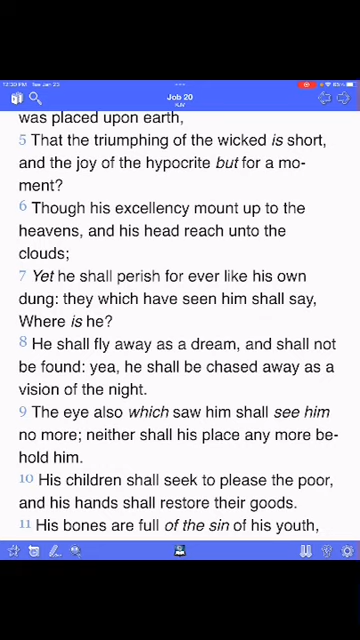 12:30 PM Tue Jan 23
Job 20
KJV
was placed upon earth,
5 That the triumphing of the wicked is short,
and the joy of the hypocrite but for a mo-
ment?
6 Though his excellency mount up to the
heavens, and his head reach unto the
clouds;
7 Yet he shall perish for ever like his own
dung: they which have seen him shall say,
Where is he?
8 He shall fly away as a dream, and shall not
be found: yea, he shall be chased away as a
vision of the night.
9 The eye also which saw him shall see him
no more; neither shall his place any more be-
hold him.
10 His children shall seek to please the poor,
and his hands shall restore their goods.
11 His bones are full of the sin of his youth,